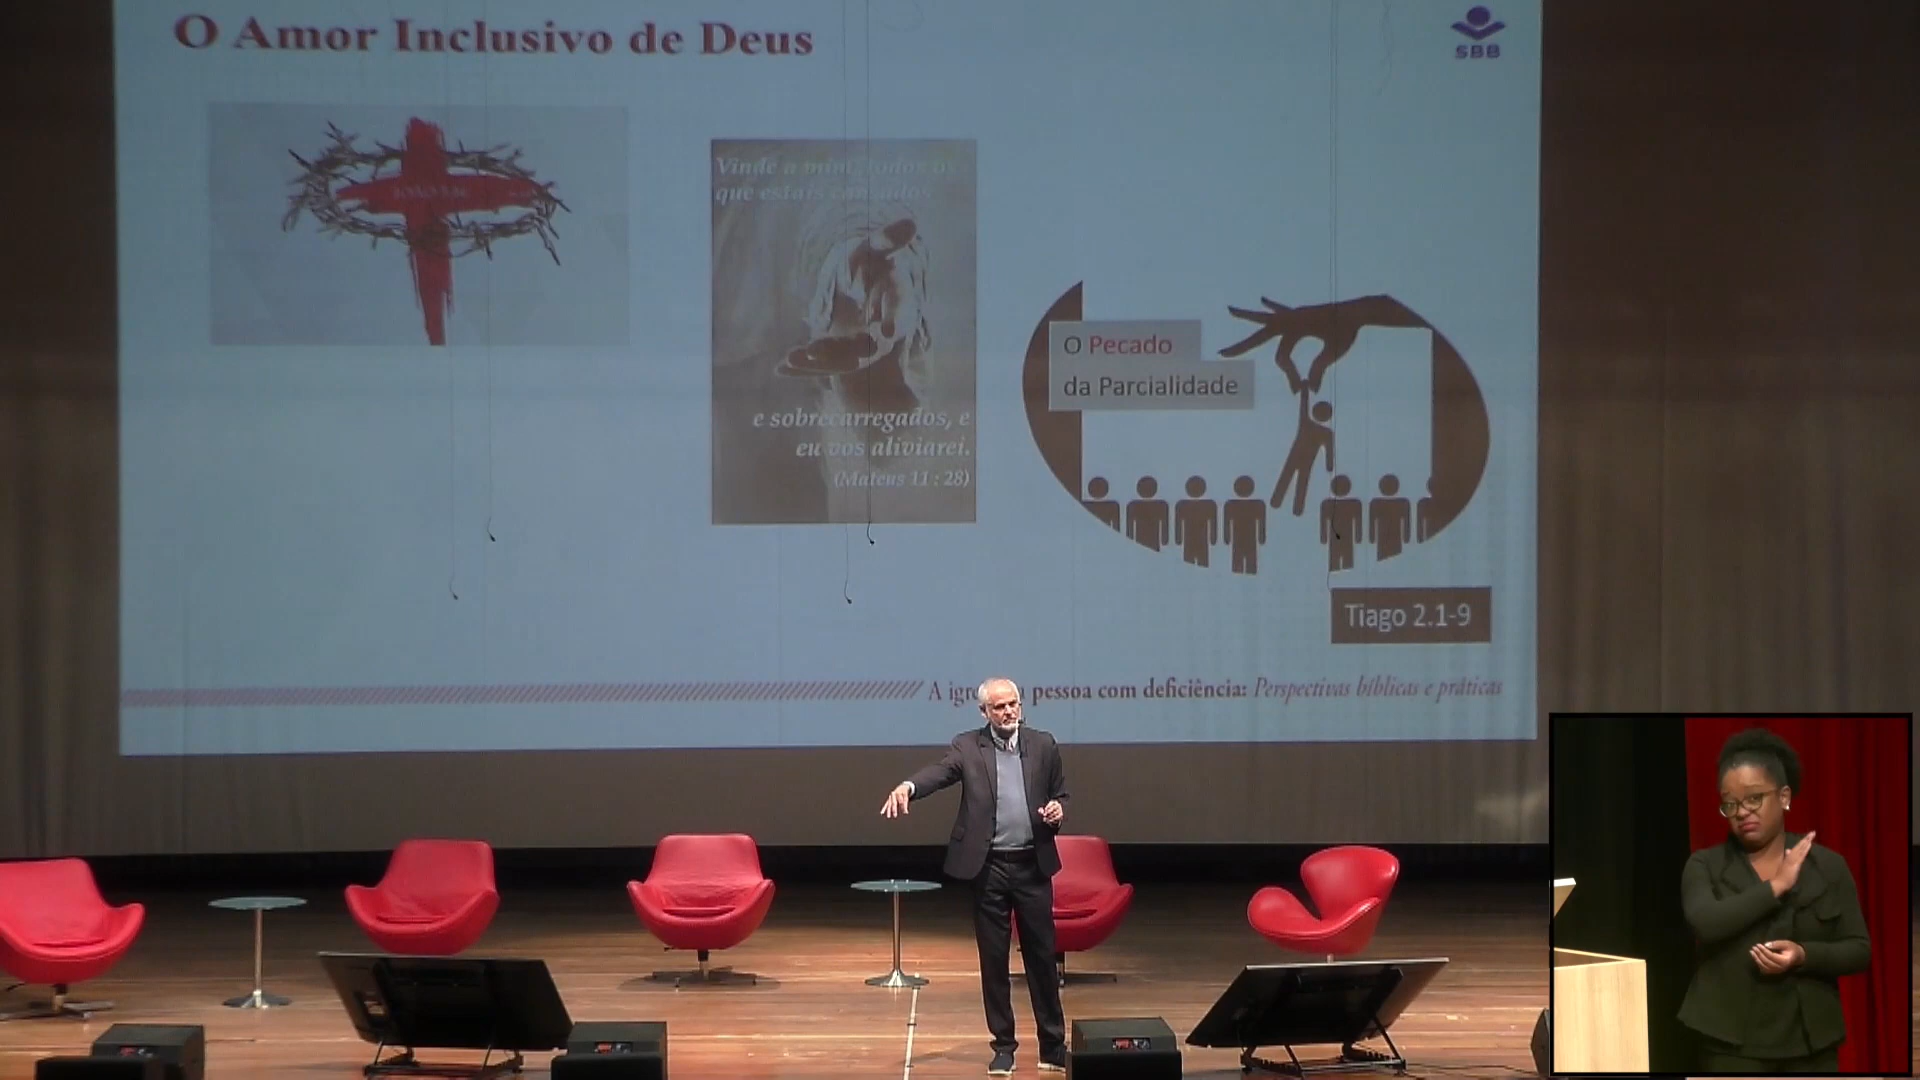 O Amor Inclusivo de Deus
SBB
Vinde a mim, todos os
que estais cansados
e sobrecarregados, e
eu vos aliviarei.
(Mateus 11 : 28)
O Pecado
da Parcialidade
Tiago 2.1-9
A pessoa com deficiência: Perspectivas bíblicas e práticas